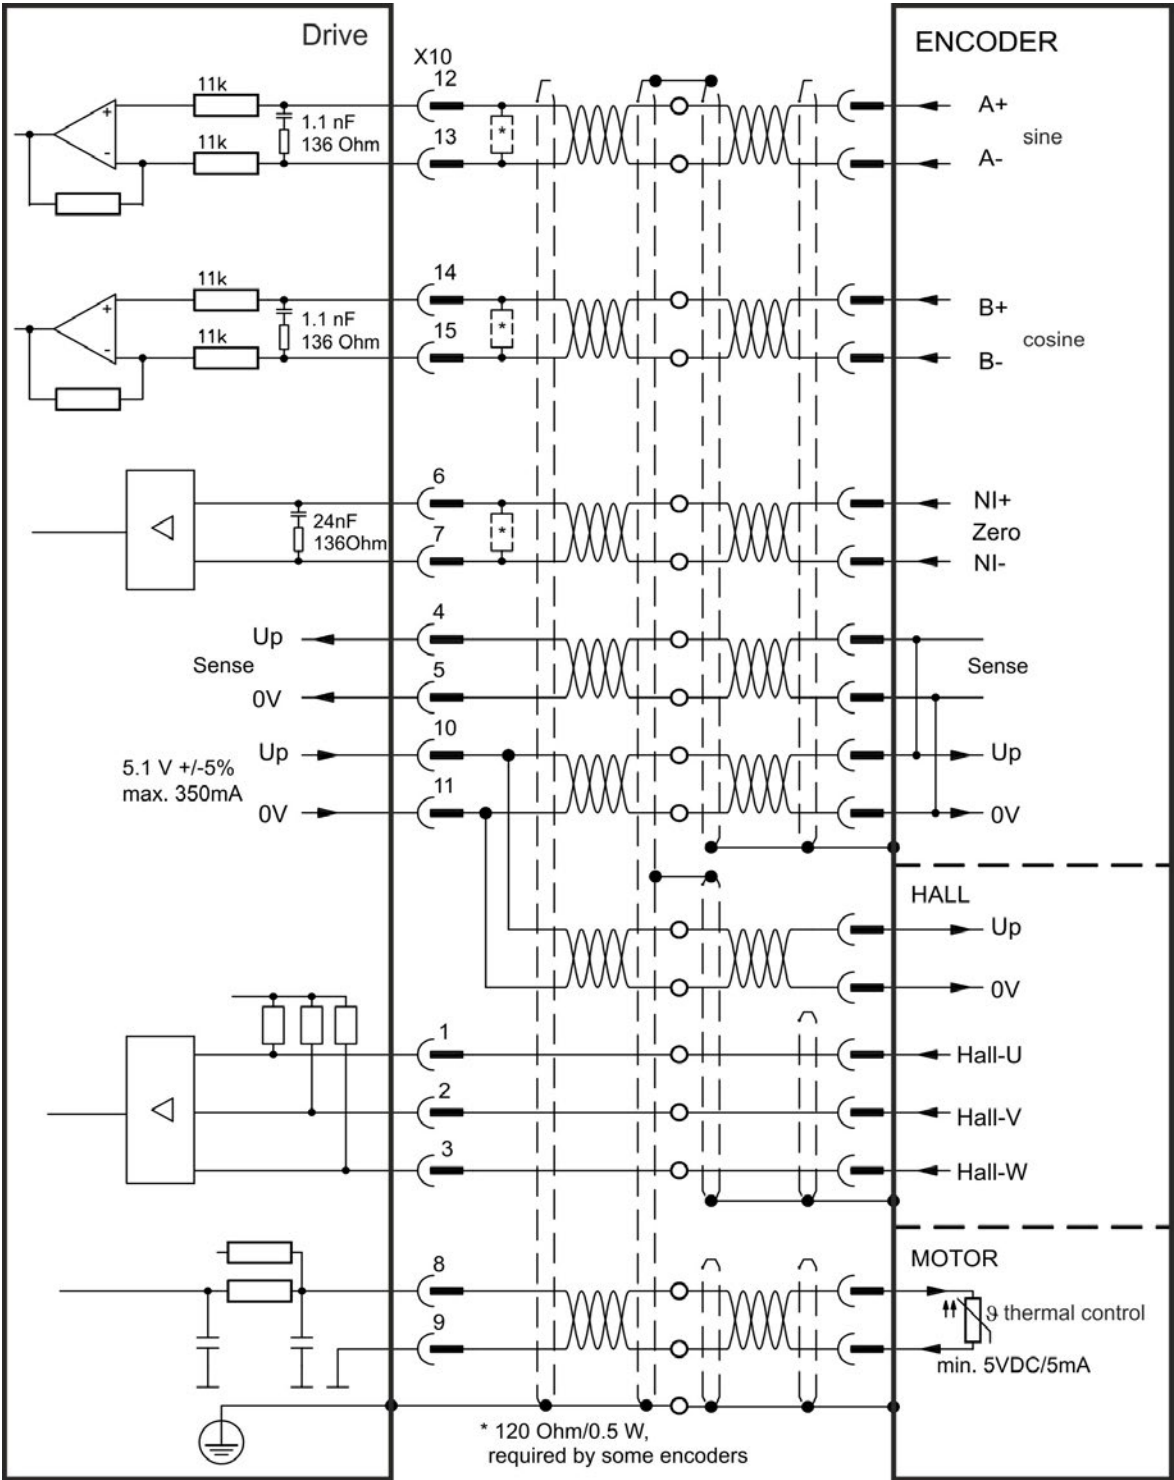 Drive
X10
ENCODER
12
11k
A+
1.1 nF
136 Ohm
*
sine
13
11k
A-
14
11k
B+
1.1 nF
136 Ohm
*
cosine
15
11k
B-
6
NI+
24nF
136Ohm
*
Zero
7
NI-
4
Up
Sense
Sense
5
0V
10
Up
Up
5.1 V +/-5%
max. 350mA
11
0V
0V
HALL
Up
0V
1
Hall-U
2
Hall-V
3
Hall-W
MOTOR
8
ϑ thermal control
9
min. 5VDC/5mA
* 120 Ohm/0.5 W,
required by some encoders